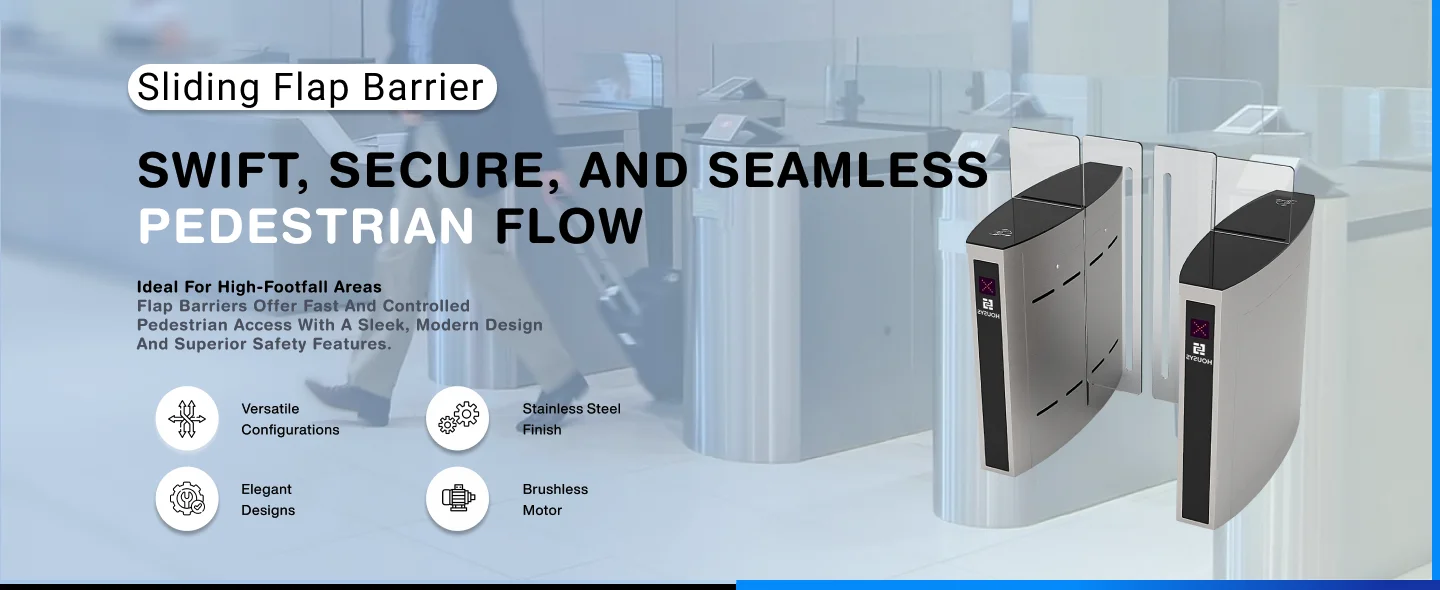 Sliding Flap Barrier
SWIFT, SECURE, AND SEAMLESS
PEDESTRIAN FLOW
Ideal For High-Footfall Areas
Flap Barriers Offer Fast And Controlled
Pedestrian Access With A Sleek, Modern Design
And Superior Safety Features.
Versatile
Configurations
Stainless Steel
Finish
Elegant
Designs
Brushless
Motor
HOUSYS
HOUSYS